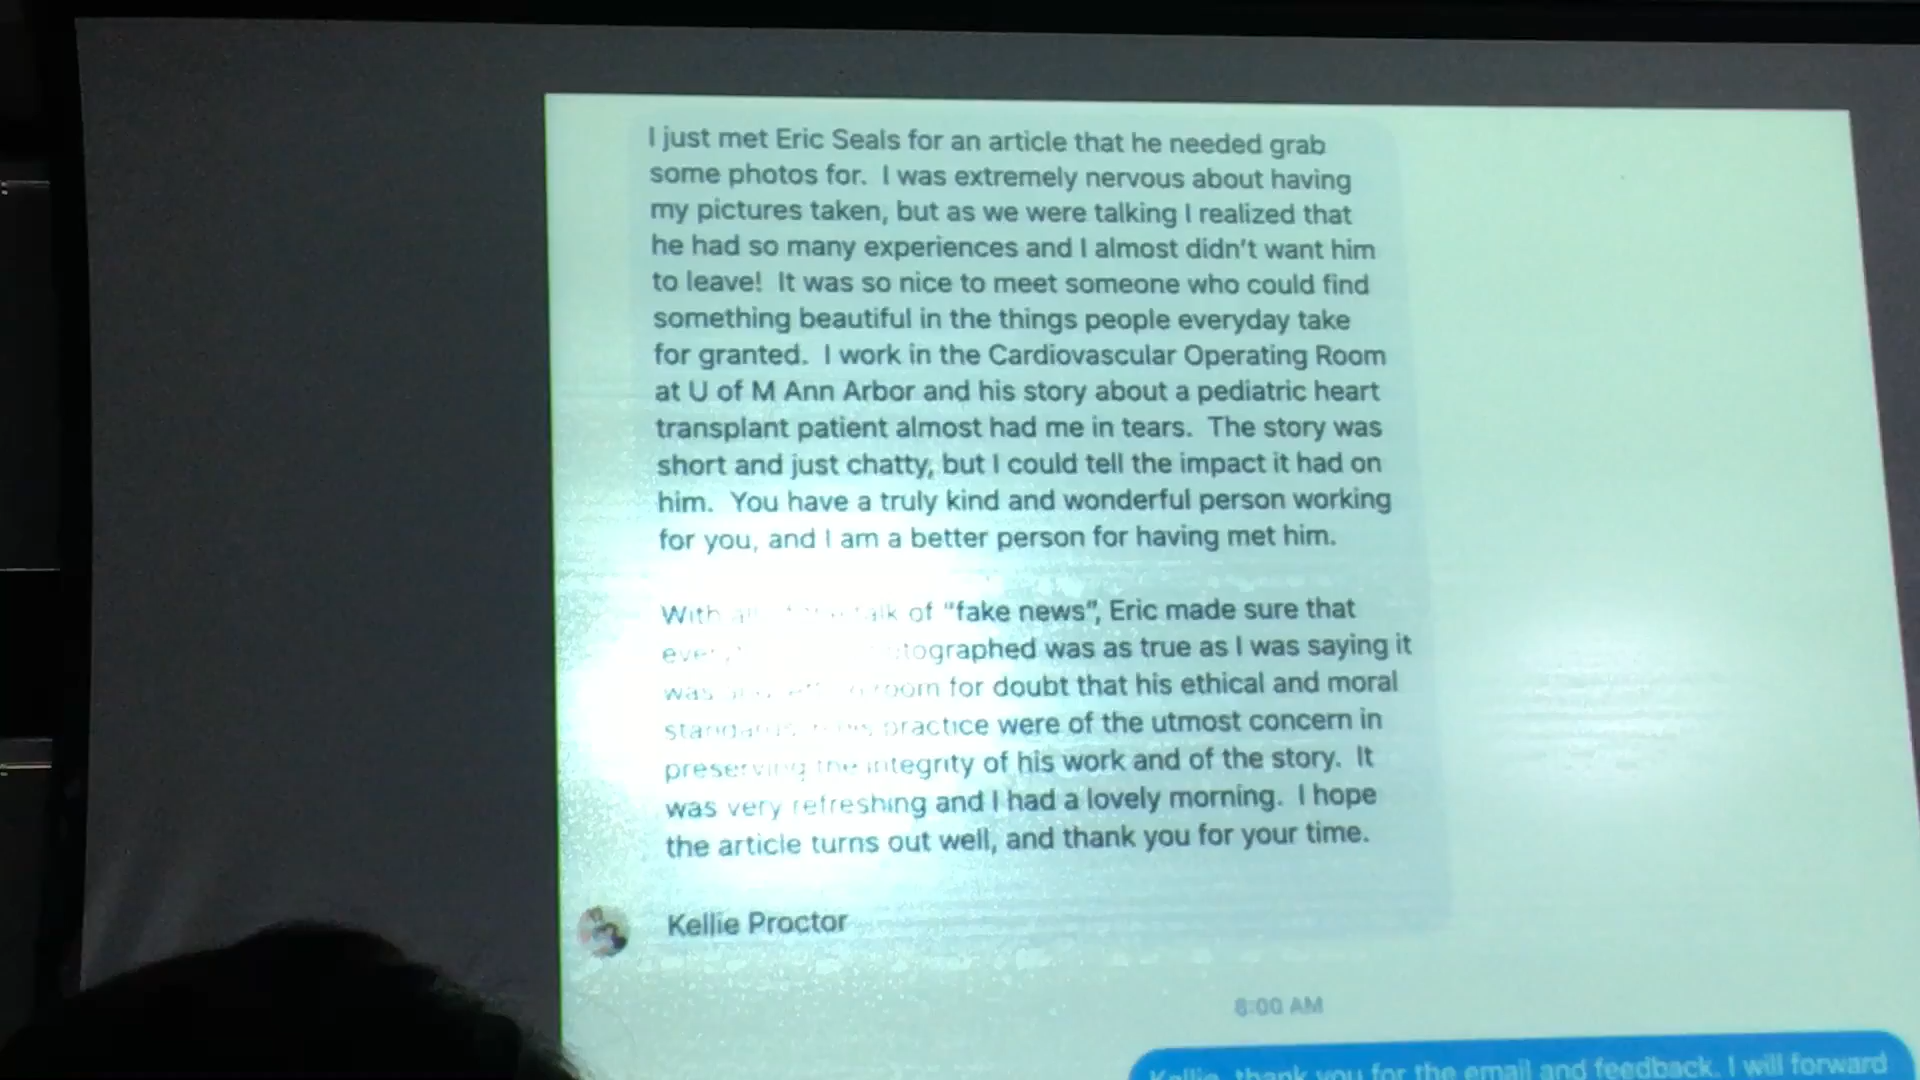 I just met Eric Seals for an article that he needed grab
some photos for. I was extremely nervous about having
my pictures taken, but as we were talking I realized that
he had so many experiences and I almost didn't want him
to leave! It was so nice to meet someone who could find
something beautiful in the things people everyday take
for granted. I work in the Cardiovascular Operating Room
at U of M Ann Arbor and his story about a pediatric heart
transplant patient almost had me in tears. The story was
short and just chatty, but I could tell the impact it had on
him. You have a truly kind and wonderful person working
for you, and I am a better person for having met him.
With talk of "fake news", Eric made sure that
was as true as I was saying it
was room for doubt that his ethical and moral
practice were of the utmost concern in
preserving the integrity of his work and of the story. It
was very refreshing and I had a lovely morning. I hope
the article turns out well, and thank you for your time.
Kellie Proctor
8:00 AM
Kellie, thank you for the email and feedback. I will forward